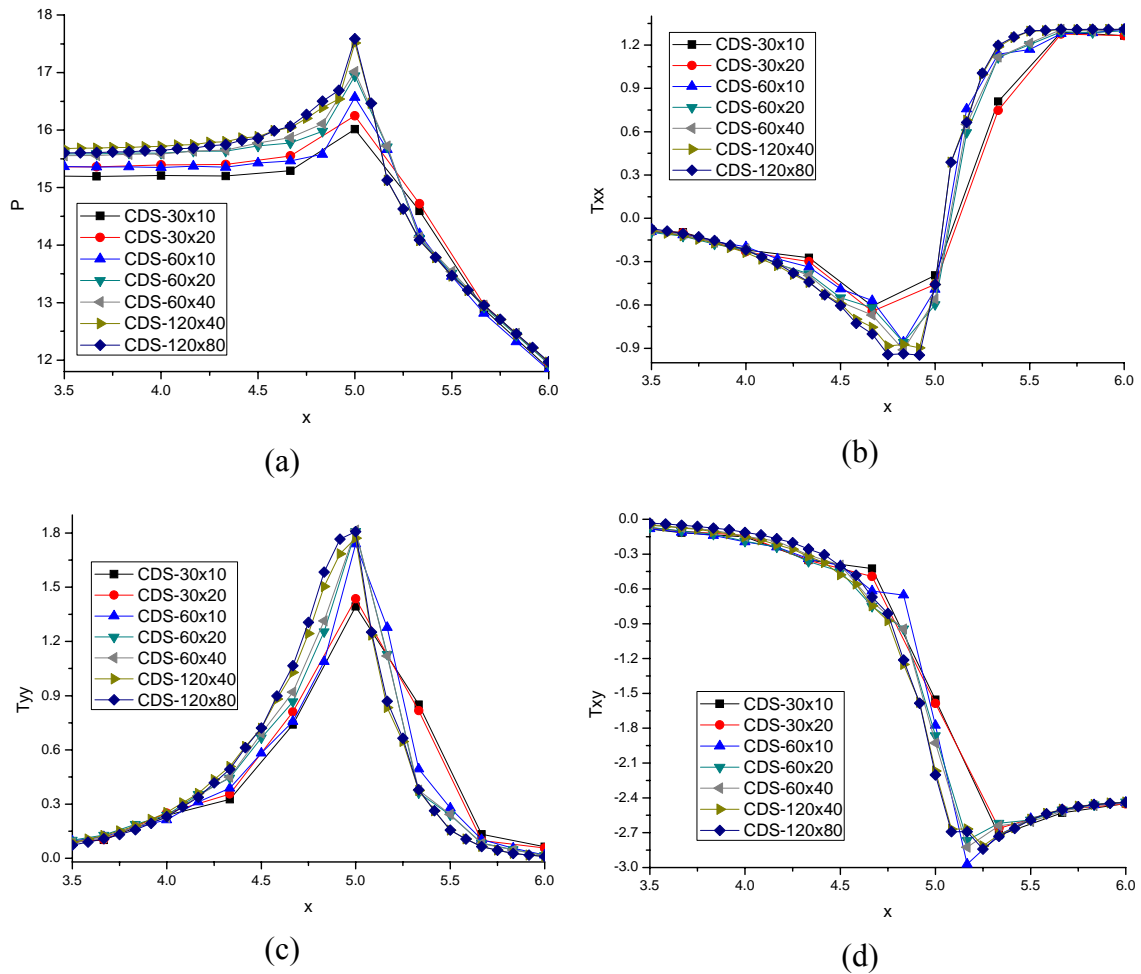 18
17
16
15
14
13
12
P
3.5 4.0 4.5 5.0 5.5 6.0
x
CDS-30x10
CDS-30x20
CDS-60x10
CDS-60x20
CDS-60x40
CDS-120x40
CDS-120x80
(a)
1.2
0.9
0.6
0.3
0.0
-0.3
-0.6
-0.9
Txx
3.5 4.0 4.5 5.0 5.5 6.0
x
CDS-30x10
CDS-30x20
CDS-60x10
CDS-60x20
CDS-60x40
CDS-120x40
CDS-120x80
(b)
1.8
1.5
1.2
0.9
0.6
0.3
0.0
Tyy
3.5 4.0 4.5 5.0 5.5 6.0
x
CDS-30x10
CDS-30x20
CDS-60x10
CDS-60x20
CDS-60x40
CDS-120x40
CDS-120x80
(c)
0.0
-0.3
-0.6
-0.9
-1.2
-1.5
-1.8
-2.1
-2.4
-2.7
-3.0
Txy
3.5 4.0 4.5 5.0 5.5 6.0
x
CDS-30x10
CDS-30x20
CDS-60x10
CDS-60x20
CDS-60x40
CDS-120x40
CDS-120x80
(d)